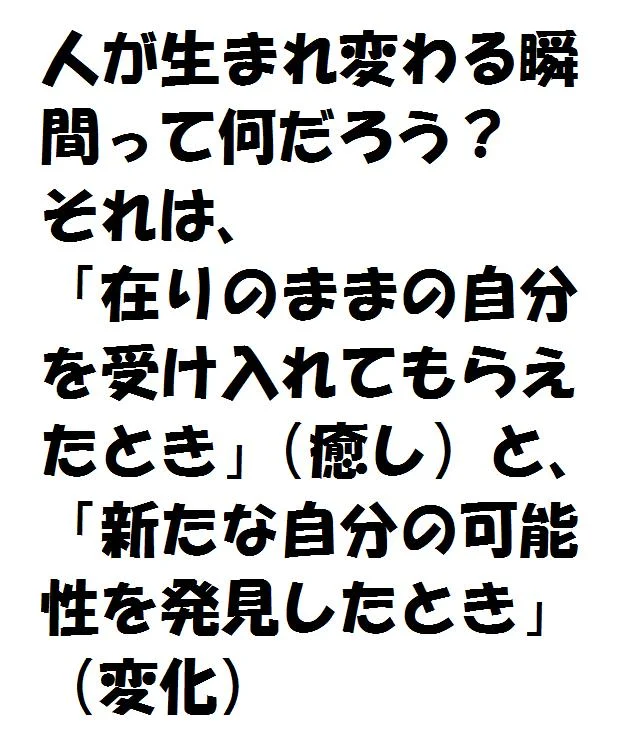 人が生まれ変わる瞬
間って何だろう？
それは、
「在りのままの自分
を受け入れてもらえ
たとき」（癒し）と、
「新たな自分の可能
性を発見したとき」
（変化）